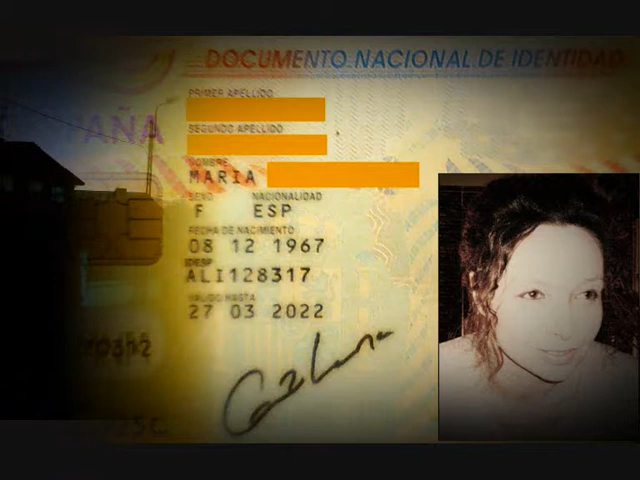 DOCUMENTO NACIONAL DE IDENTIDAD
ESPAÑA
PRIMER APELLIDO
SEGUNDO APELLIDO
NOMBRE
MARIA
SEXO NACIONALIDAD
F ESP
FECHA DE NACIMIENTO
08 12 1967
IDESP
ALI128317
VALIDO HASTA
27 03 2022